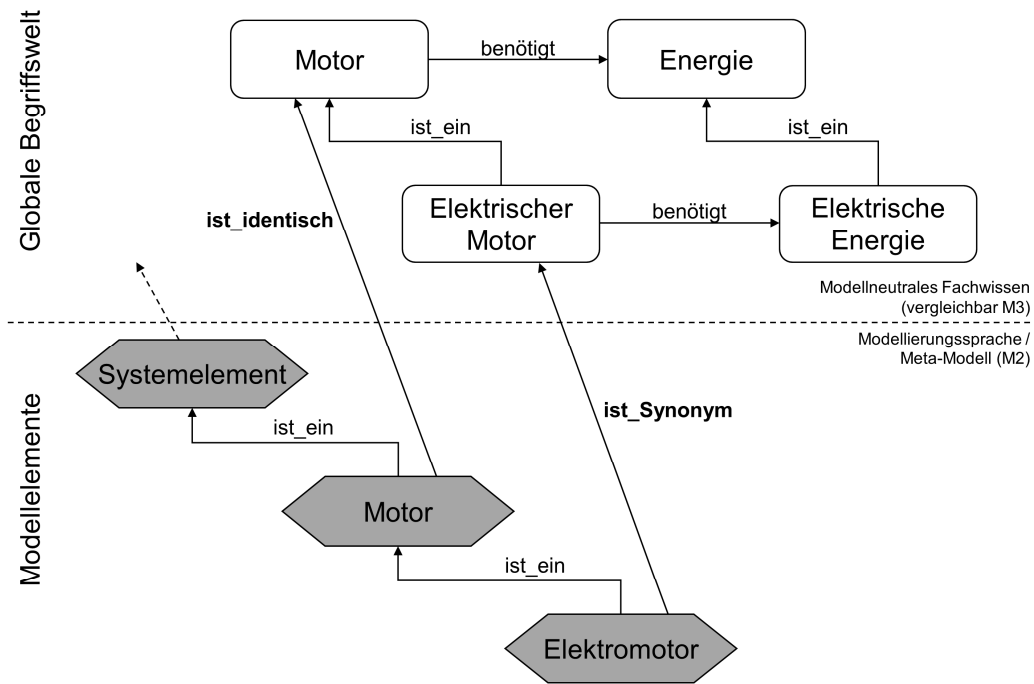 Globale Begriffswelt
Motor
benötigt
Energie
ist_ein
ist_ein
ist_identisch
Elektrischer
Motor
benötigt
Elektrische
Energie
Modellneutrales Fachwissen
(vergleichbar M3)
Modellierungssprache /
Meta-Modell (M2)
Modellelemente
Systemelement
ist_Synonym
ist_ein
Motor
ist_ein
Elektromotor